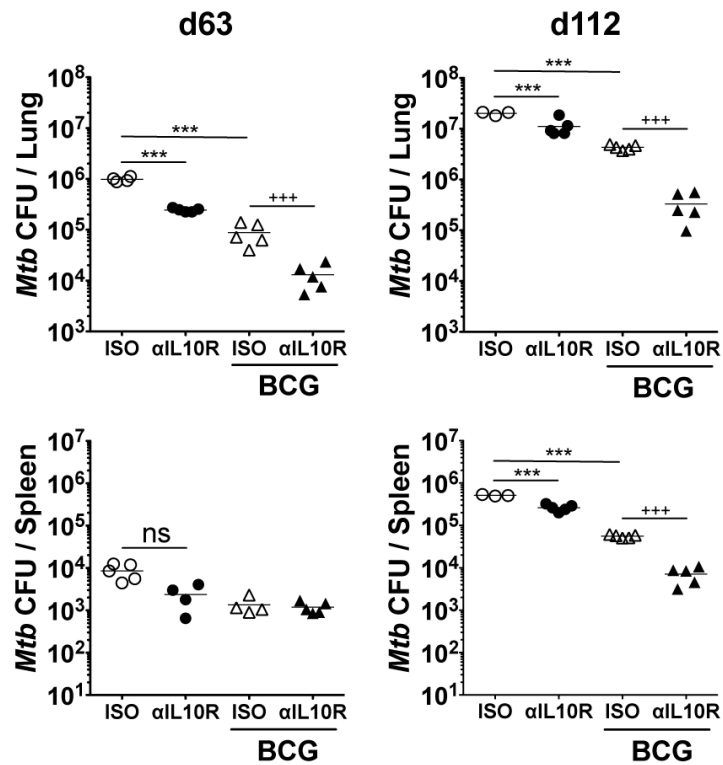 d63
d112
Mtb CFU / Lung
10⁸
10⁷
10⁶
10⁵
10⁴
10³
***
***
+++
ISO αIL10R ISO αIL10R
BCG
Mtb CFU / Lung
10⁸
10⁷
10⁶
10⁵
10⁴
10³
***
***
+++
ISO αIL10R ISO αIL10R
BCG
Mtb CFU / Spleen
10⁷
10⁶
10⁵
10⁴
10³
10²
10¹
ns
ISO αIL10R ISO αIL10R
BCG
Mtb CFU / Spleen
10⁷
10⁶
10⁵
10⁴
10³
10²
10¹
***
***
+++
ISO αIL10R ISO αIL10R
BCG